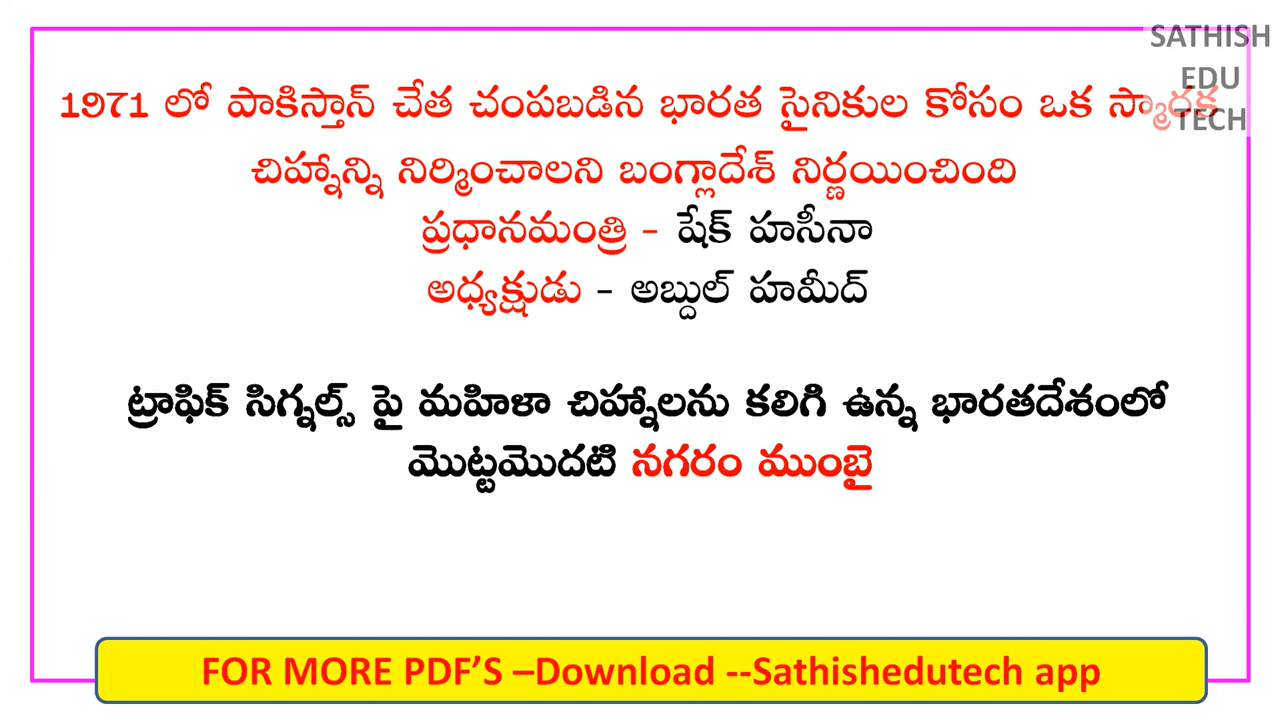 SATHISH
EDU
TECH
1971 లో పాకిస్తాన్ చేత చంపబడిన భారత సైనికుల కోసం ఒక స్మారక
చిహ్నాన్ని నిర్మించాలని బంగ్లాదేశ్ నిర్ణయించింది
ప్రధానమంత్రి - షేక్ హసీనా
అధ్యక్షుడు - అబ్దుల్ హమీద్
ట్రాఫిక్ సిగ్నల్స్ పై మహిళా చిహ్నాలను కలిగి ఉన్న భారతదేశంలో
మొట్టమొదటి నగరం ముంబై
FOR MORE PDF'S –Download --Sathishedutech app